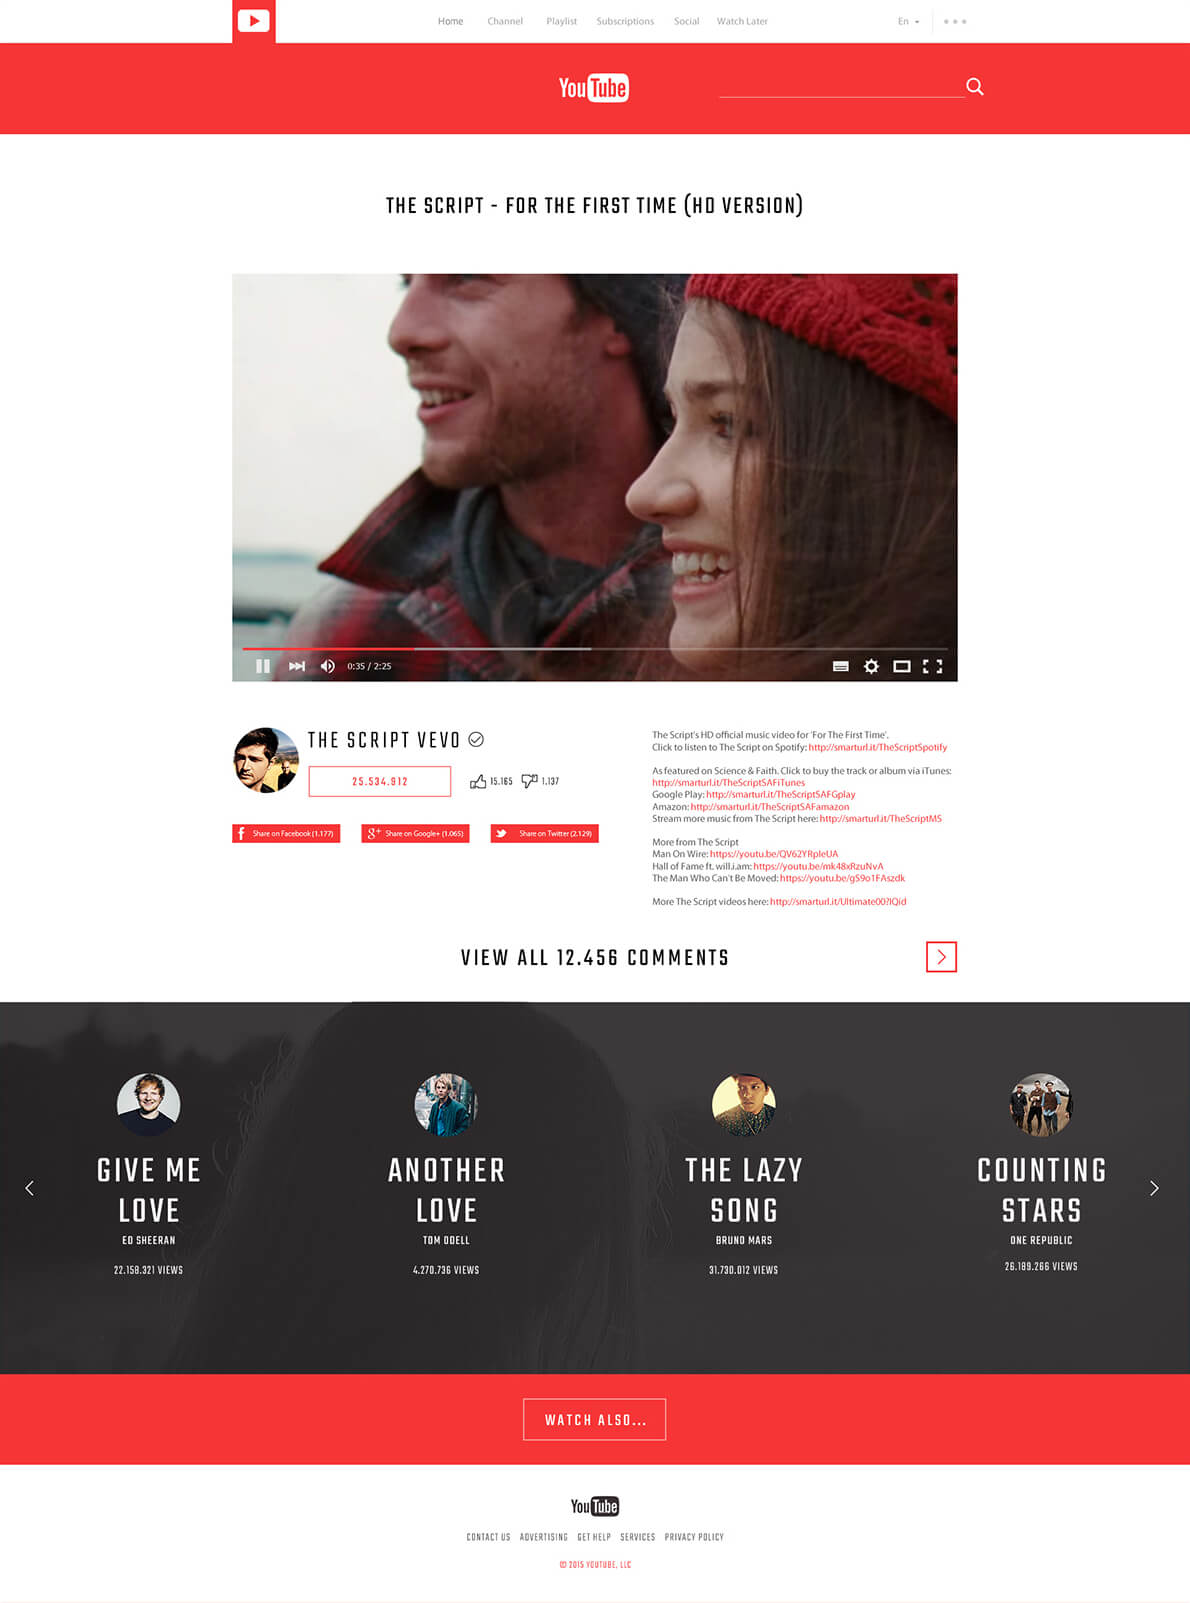 Home Channel Playlist Subscriptions Social Watch Later En
YouTube
THE SCRIPT - FOR THE FIRST TIME (HD VERSION)
0:35 / 2:25
THE SCRIPT VEVO
25.534.912
15.165 1.137
Share on Facebook (1.177)
g+ Share on Google+ (1.065)
Share on Twitter (2.129)
The Script's HD official music video for 'For The First Time'.
Click to listen to The Script on Spotify: http://smarturl.it/TheScriptSpotify
As featured on Science & Faith. Click to buy the track or album via iTunes:
http://smarturl.it/TheScriptSAFiTunes
Google Play: http://smarturl.it/TheScriptSAFGplay
Amazon: http://smarturl.it/TheScriptSAFamazon
Stream more music from The Script here: http://smarturl.it/TheScriptMS
More from The Script
Man On Wire: https://youtu.be/QV62YRpleUA
Hall of Fame ft. will.i.am: https://youtu.be/mk48xRzuNvA
The Man Who Can't Be Moved: https://youtu.be/gS9o1FAszdk
More The Script videos here: http://smarturl.it/Ultimate00?IQid
VIEW ALL 12.456 COMMENTS
GIVE ME
LOVE
ED SHEERAN
22.158.321 VIEWS
ANOTHER
LOVE
TOM ODELL
4.270.736 VIEWS
THE LAZY
SONG
BRUNO MARS
31.730.012 VIEWS
COUNTING
STARS
ONE REPUBLIC
26.189.266 VIEWS
WATCH ALSO...
YouTube
CONTACT US ADVERTISING GET HELP SERVICES PRIVACY POLICY
© 2015 YOUTUBE, LLC